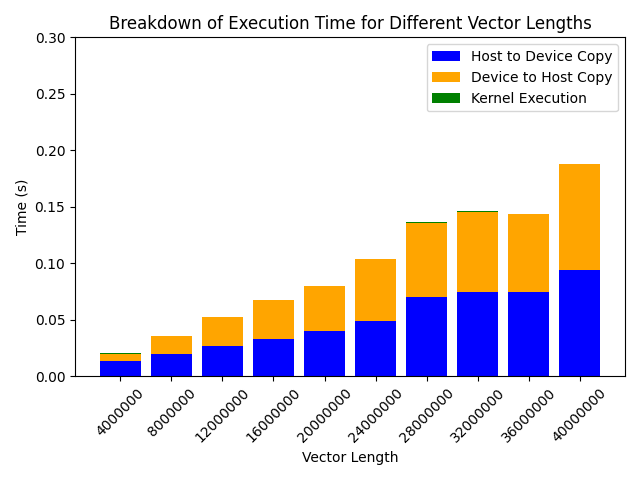 Breakdown of Execution Time for Different Vector Lengths
0.30
0.25
0.20
0.15
0.10
0.05
0.00
Time (s)
Host to Device Copy
Device to Host Copy
Kernel Execution
4000000
8000000
12000000
16000000
20000000
24000000
28000000
32000000
36000000
40000000
Vector Length